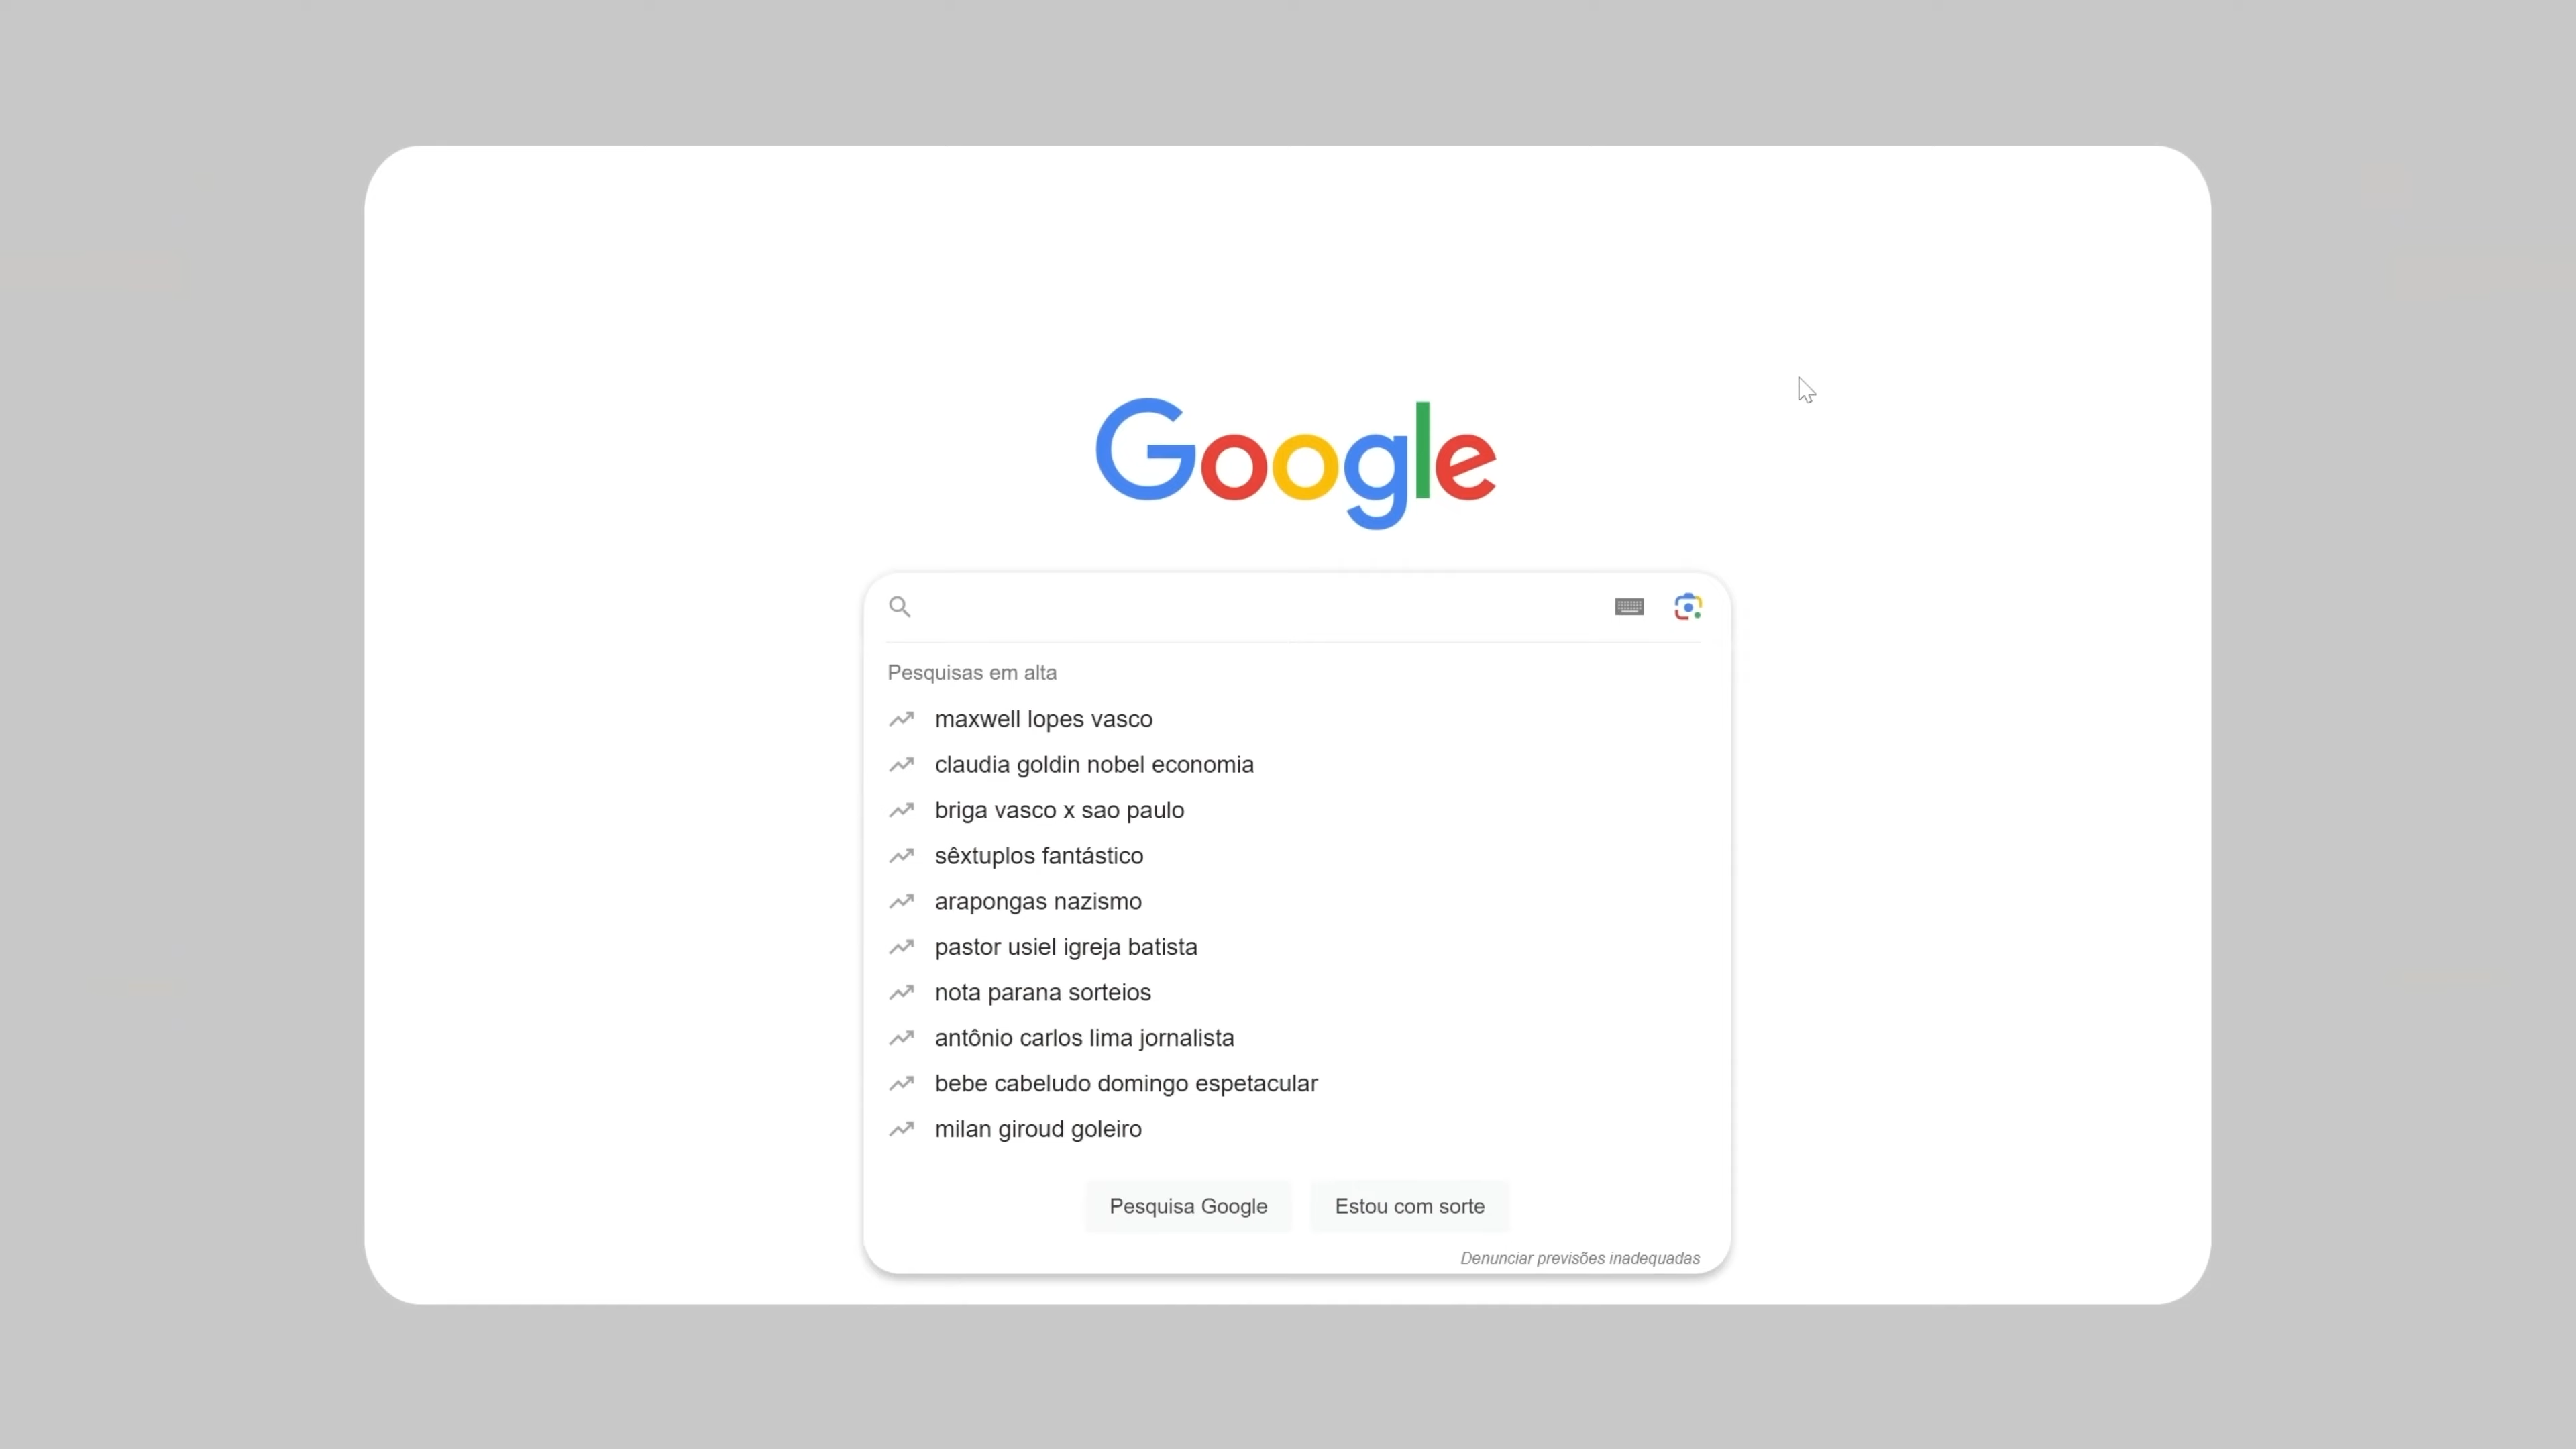 Google
Pesquisas em alta
maxwell lopes vasco
claudia goldin nobel economia
briga vasco x sao paulo
sêxtuplos fantástico
arapongas nazismo
pastor usiel igreja batista
nota parana sorteios
antônio carlos lima jornalista
bebe cabeludo domingo espetacular
milan giroud goleiro
Pesquisa Google
Estou com sorte
Denunciar previsões inadequadas